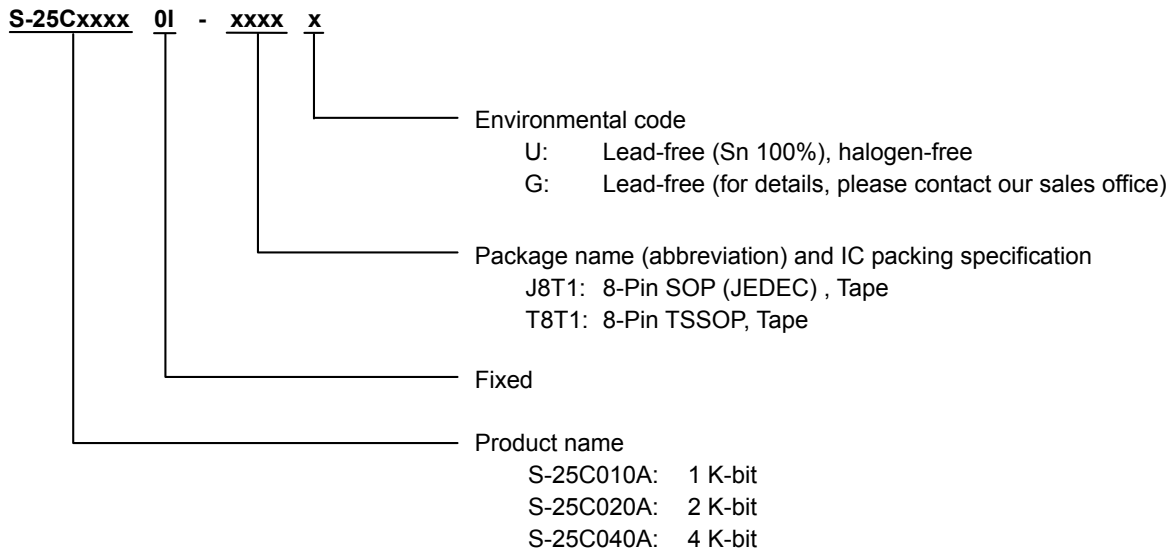 S-25Cxxxx 0I - xxxx x
Environmental code
U: Lead-free (Sn 100%), halogen-free
G: Lead-free (for details, please contact our sales office)
Package name (abbreviation) and IC packing specification
J8T1: 8-Pin SOP (JEDEC) , Tape
T8T1: 8-Pin TSSOP, Tape
Fixed
Product name
S-25C010A: 1 K-bit
S-25C020A: 2 K-bit
S-25C040A: 4 K-bit